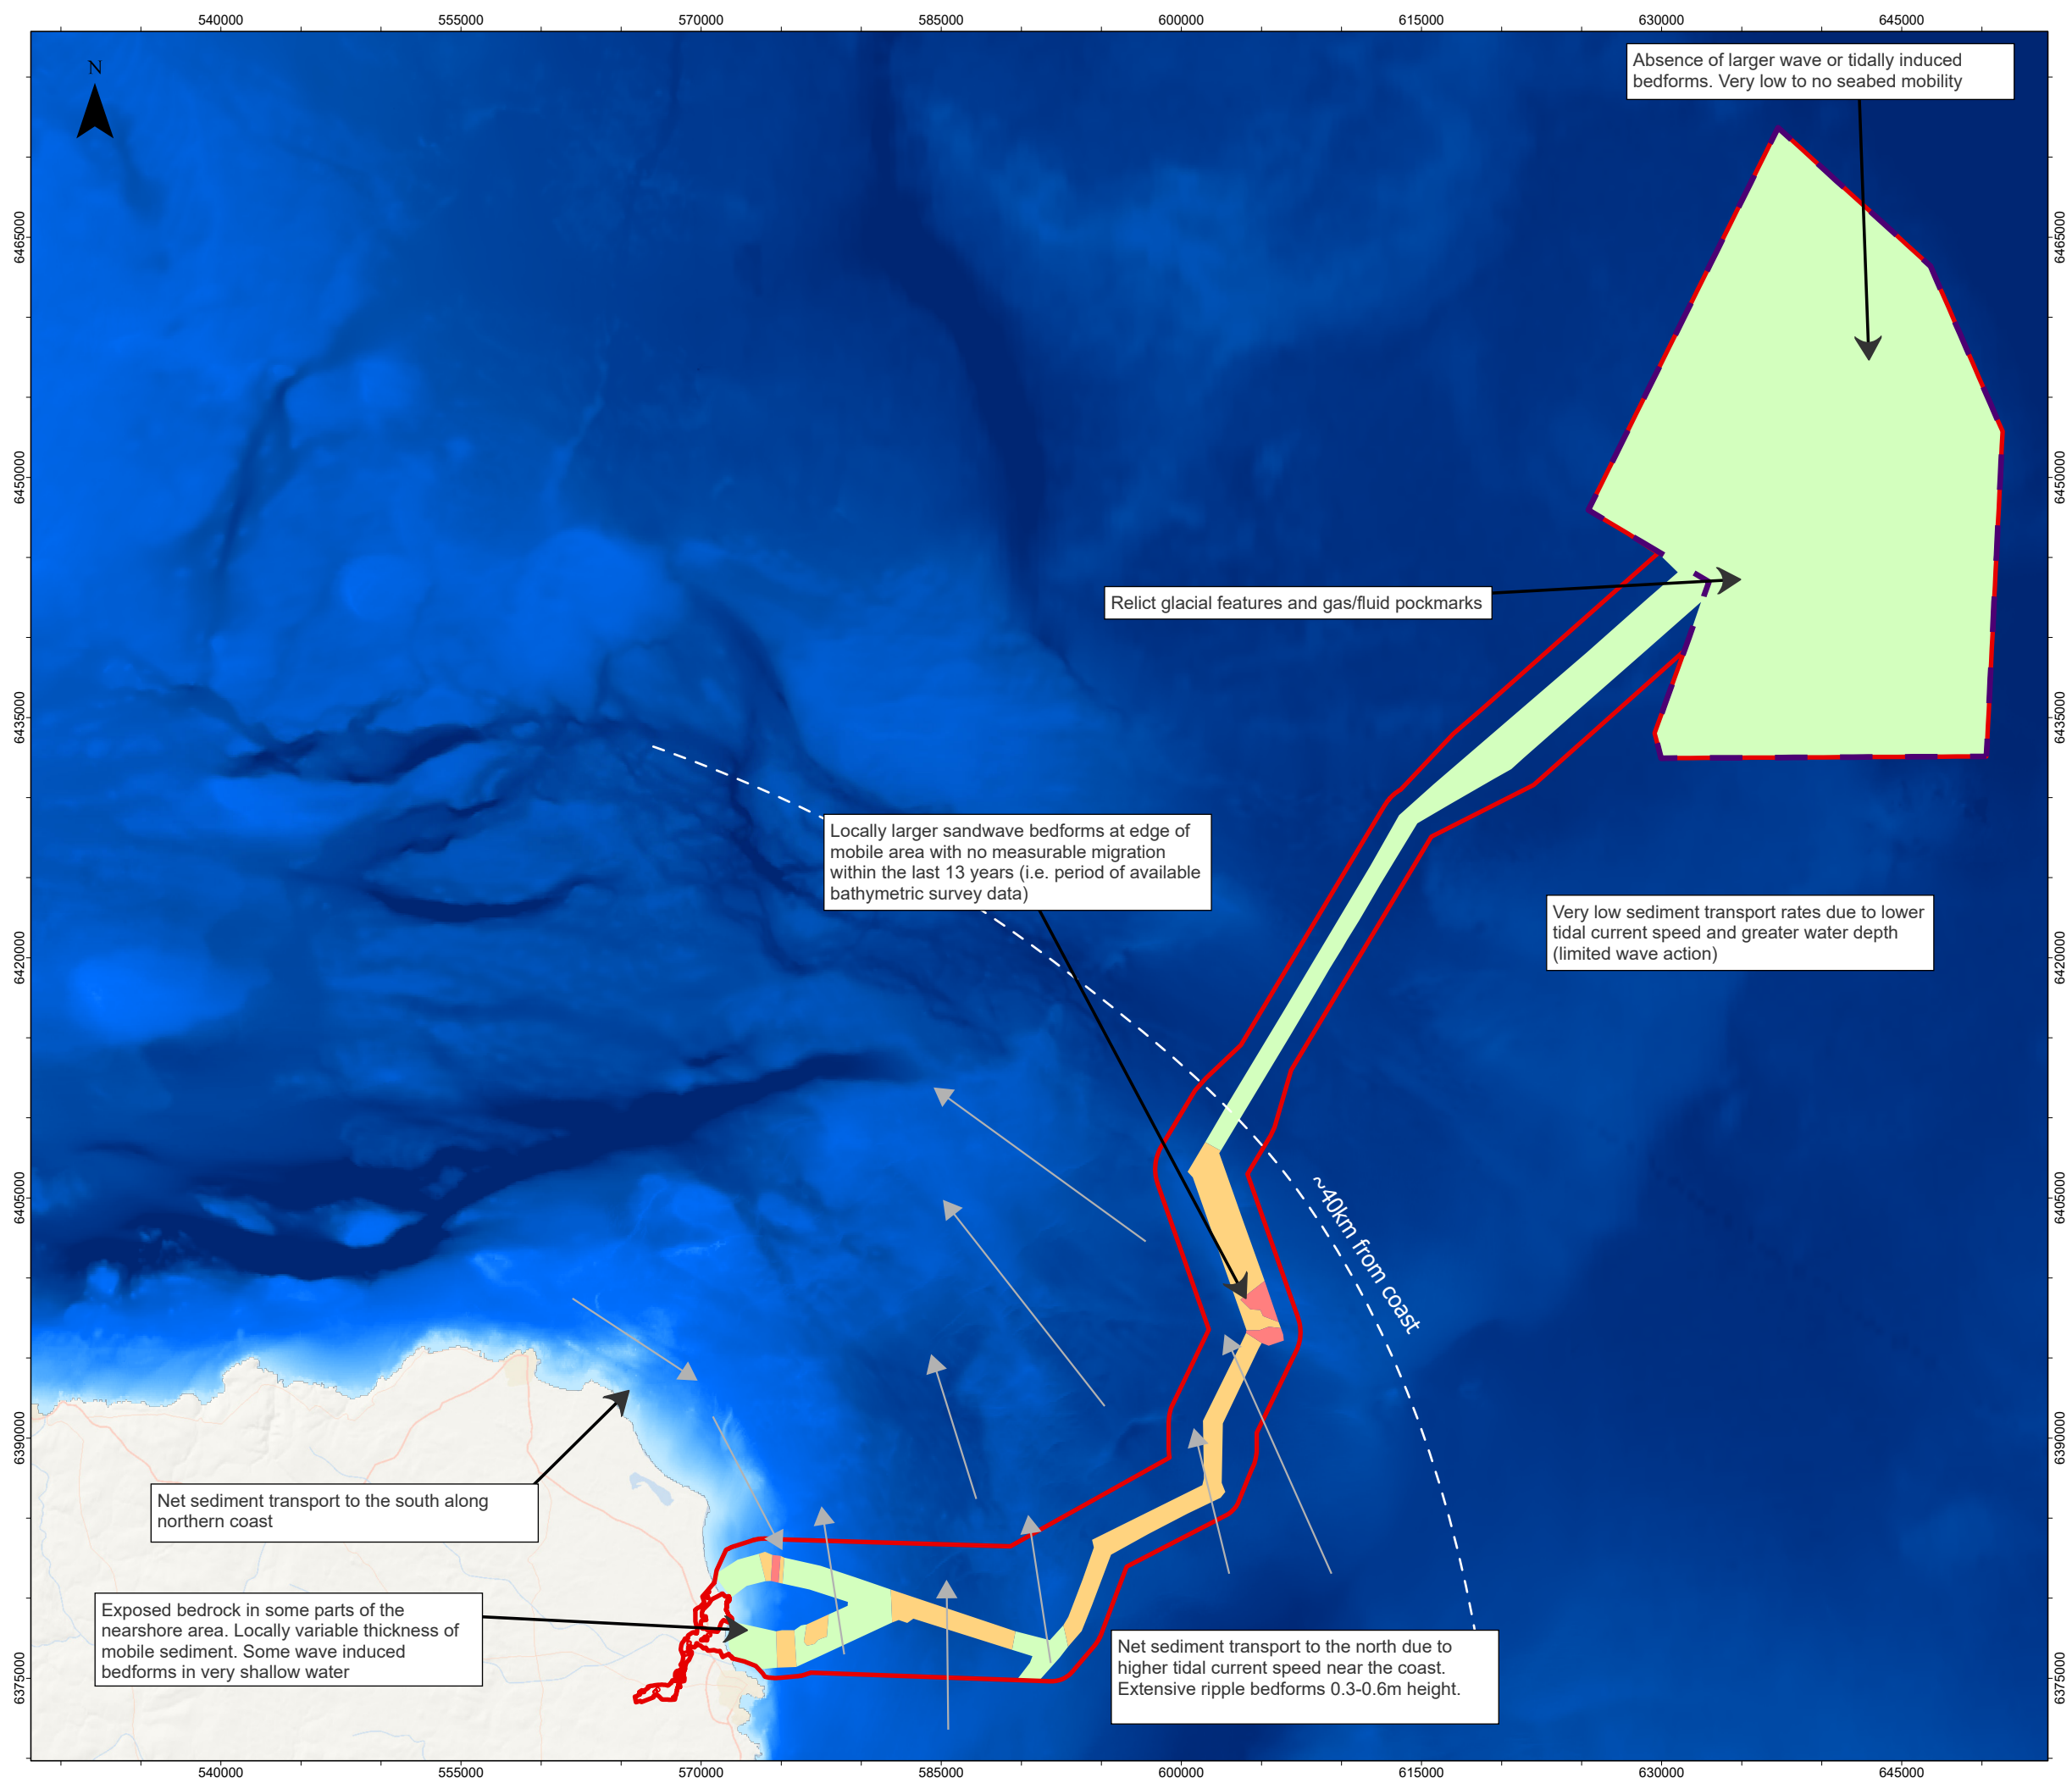 540000 555000 570000 585000 600000 615000 630000 645000
N
Absence of larger wave or tidally induced
bedforms. Very low to no seabed mobility
6465000 6465000
6450000 6450000
Relict glacial features and gas/fluid pockmarks
6435000 6435000
Locally larger sandwave bedforms at edge of
mobile area with no measurable migration
within the last 13 years (i.e. period of available
bathymetric survey data)
Very low sediment transport rates due to lower
tidal current speed and greater water depth
(limited wave action)
6420000 6420000
6405000 6405000
~40km from coast
6390000 6390000
Net sediment transport to the south along
northern coast
Exposed bedrock in some parts of the
nearshore area. Locally variable thickness of
mobile sediment. Some wave induced
bedforms in very shallow water
Net sediment transport to the north due to
higher tidal current speed near the coast.
Extensive ripple bedforms 0.3-0.6m height.
6375000 6375000
540000 555000 570000 585000 600000 615000 630000 645000